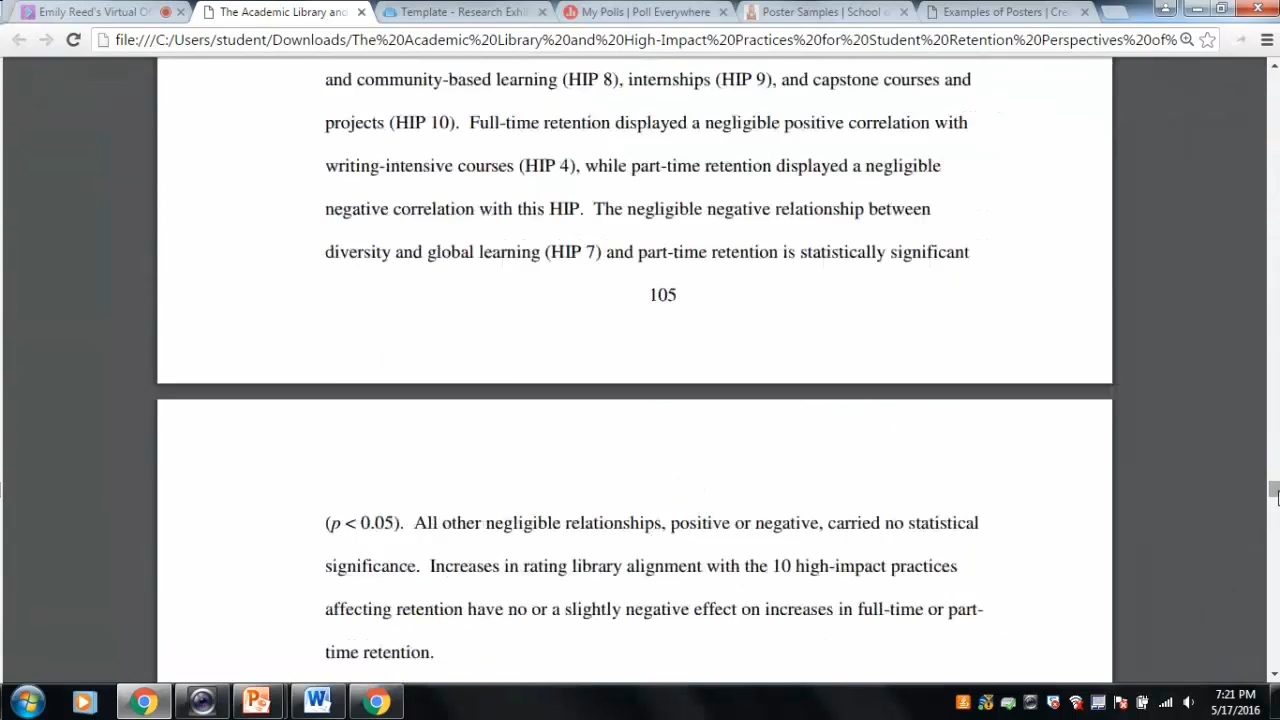 Emily Reed's Virtual O
The Academic Library and
Template - Research Exhi
My Polls | Poll Everywhere
Poster Samples | School o
Examples of Posters | Cre
file:///C:/Users/student/Downloads/The%20Academic%20Library%20and%20High-Impact%20Practices%20for%20Student%20Retention%20Perspectives%20of%
and community-based learning (HIP 8), internships (HIP 9), and capstone courses and
projects (HIP 10). Full-time retention displayed a negligible positive correlation with
writing-intensive courses (HIP 4), while part-time retention displayed a negligible
negative correlation with this HIP. The negligible negative relationship between
diversity and global learning (HIP 7) and part-time retention is statistically significant
105
(p < 0.05). All other negligible relationships, positive or negative, carried no statistical
significance. Increases in rating library alignment with the 10 high-impact practices
affecting retention have no or a slightly negative effect on increases in full-time or part-
time retention.
7:21 PM
5/17/2016